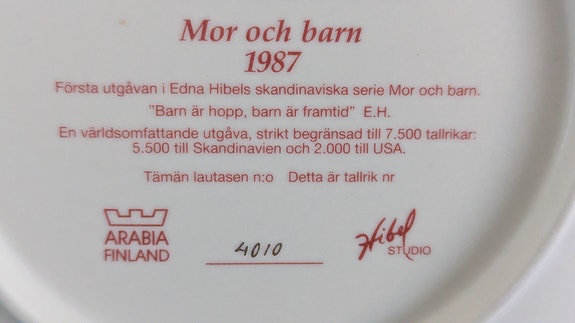 Mor och barn
1987
Första utgåvan i Edna Hibels skandinaviska serie Mor och barn.
"Barn är hopp, barn är framtid" E.H.
En världsomfattande utgåva, strikt begränsad till 7.500 tallrikar:
5.500 till Skandinavien och 2.000 till USA.
Tämän lautasen n:o Detta är tallrik nr
ARABIA
FINLAND
4010
Hibel
STUDIO